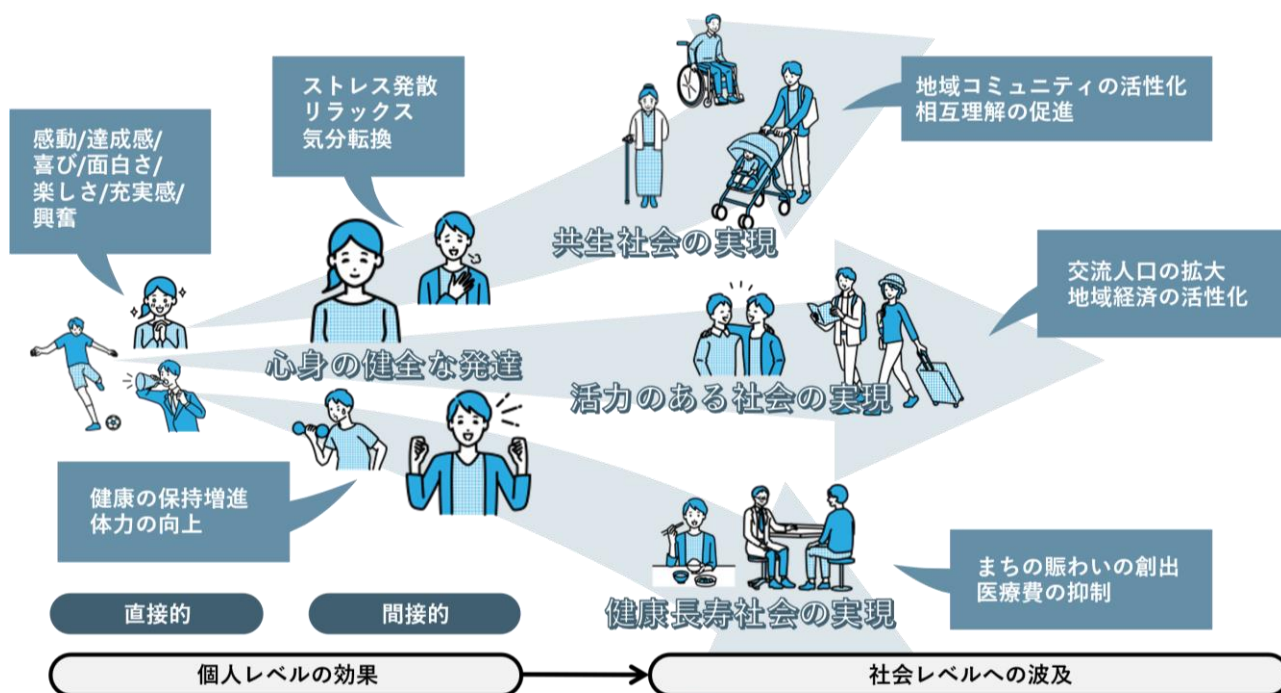 感動/達成感/
喜び/面白さ/
楽しさ/充実感/
興奮
ストレス発散
リラックス
気分転換
心身の健全な発達
健康の保持増進
体力の向上
共生社会の実現
地域コミュニティの活性化
相互理解の促進
活力のある社会の実現
交流人口の拡大
地域経済の活性化
健康長寿社会の実現
まちの賑わいの創出
医療費の抑制
直接的
間接的
個人レベルの効果
社会レベルへの波及